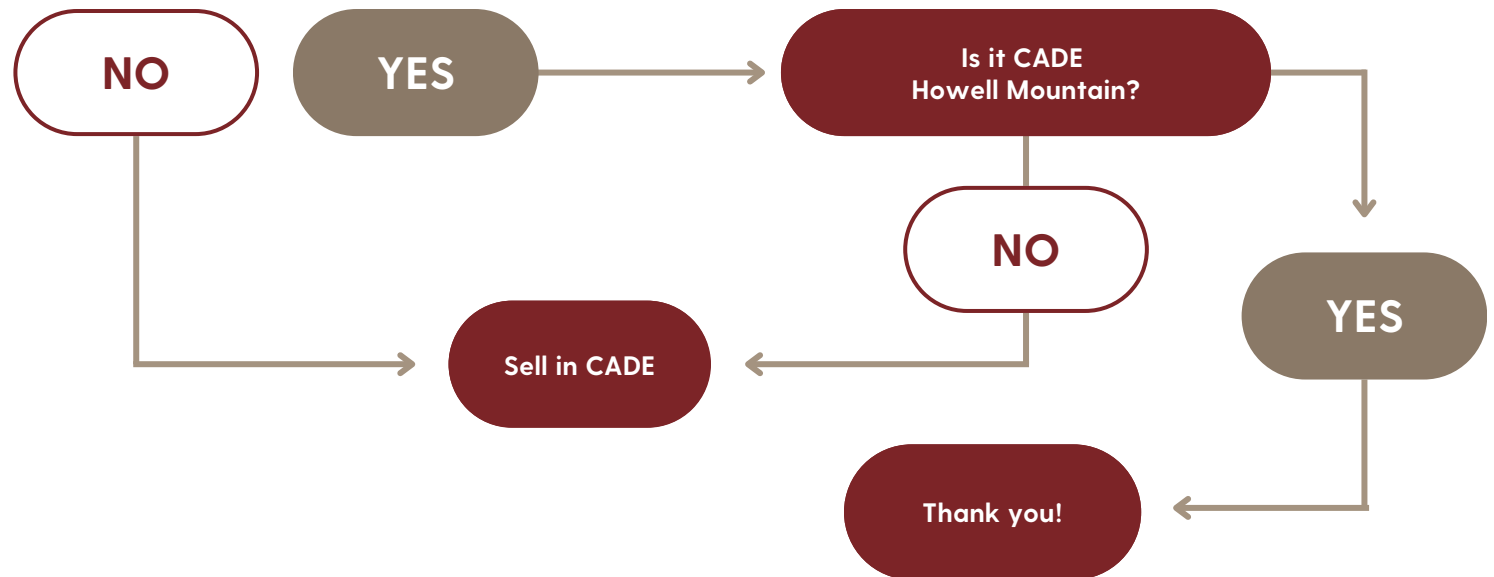 NO
YES
Is it CADE
Howell Mountain?
NO
YES
Sell in CADE
Thank you!